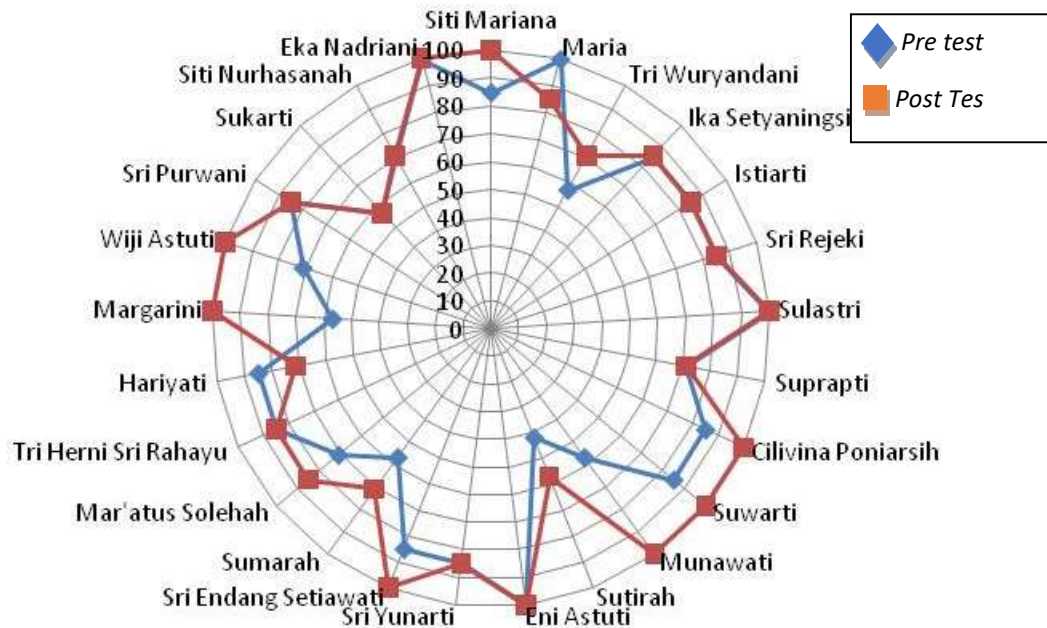 Siti Mariana
Maria
Tri Wuryandani
Ika Setyaningsi
Istiarti
Sri Rejeki
Sulastri
Suprapti
Cilivina Poniarsih
Suwarti
Munawati
Sutirah
Eni Astuti
Sri Yunarti
Sri Endang Setiawati
Sumarah
Mar'atus Solehah
Tri Herni Sri Rahayu
Hariyati
Margarini
Wiji Astuti
Sri Purwani
Sukarti
Siti Nurhasanah
Eka Nadriani
100
90
80
70
60
50
40
30
20
10
0
Pre test
Post Tes